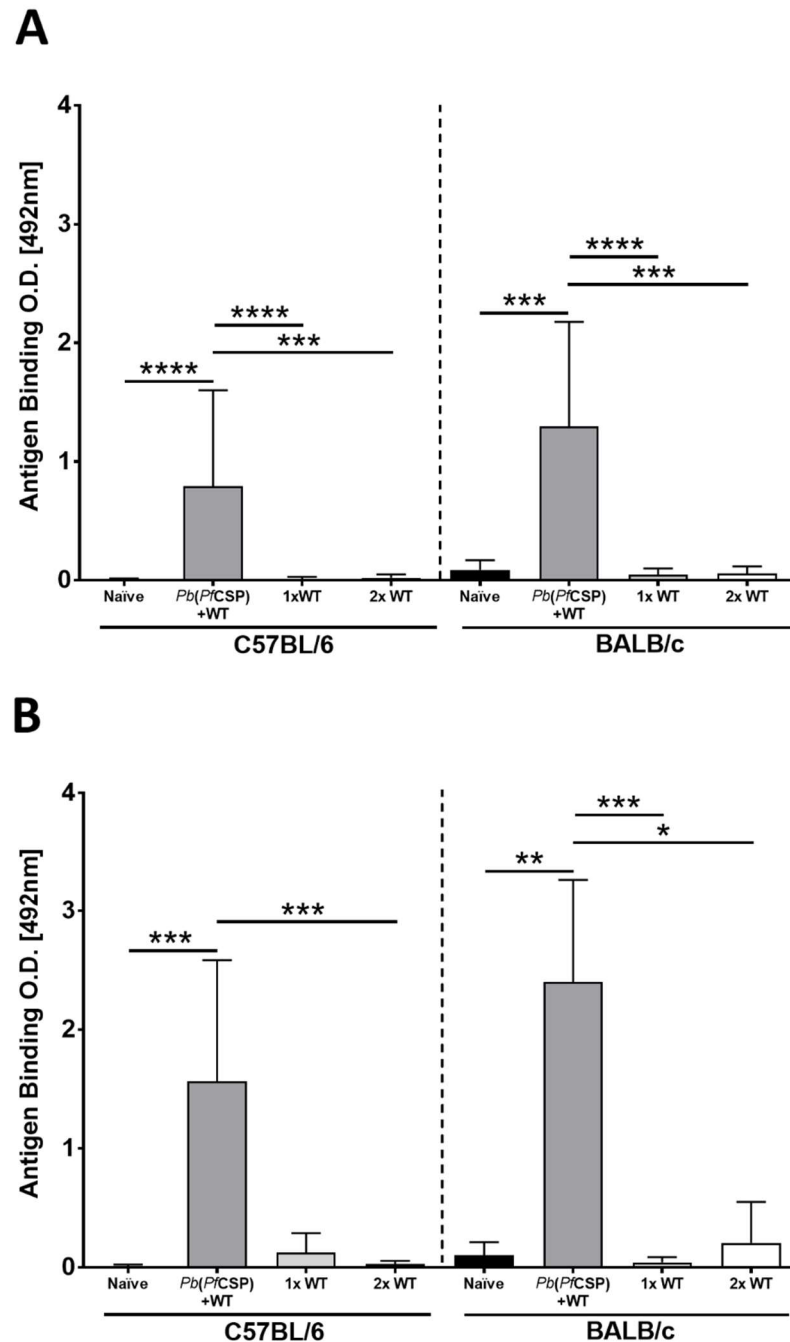 A
Antigen Binding O.D. [492nm]
4
3
2
1
0
****
****
***
***
****
***
Naïve
Pb(PfCSP)
+WT
1xWT
2x WT
Naïve
Pb(PfCSP)
+WT
1x WT
2x WT
C57BL/6
BALB/c
B
Antigen Binding O.D. [492nm]
4
3
2
1
0
***
***
**
***
*
Naïve
Pb(PfCSP)
+WT
1x WT
2x WT
Naïve
Pb(PfCSP)
+WT
1x WT
2x WT
C57BL/6
BALB/c